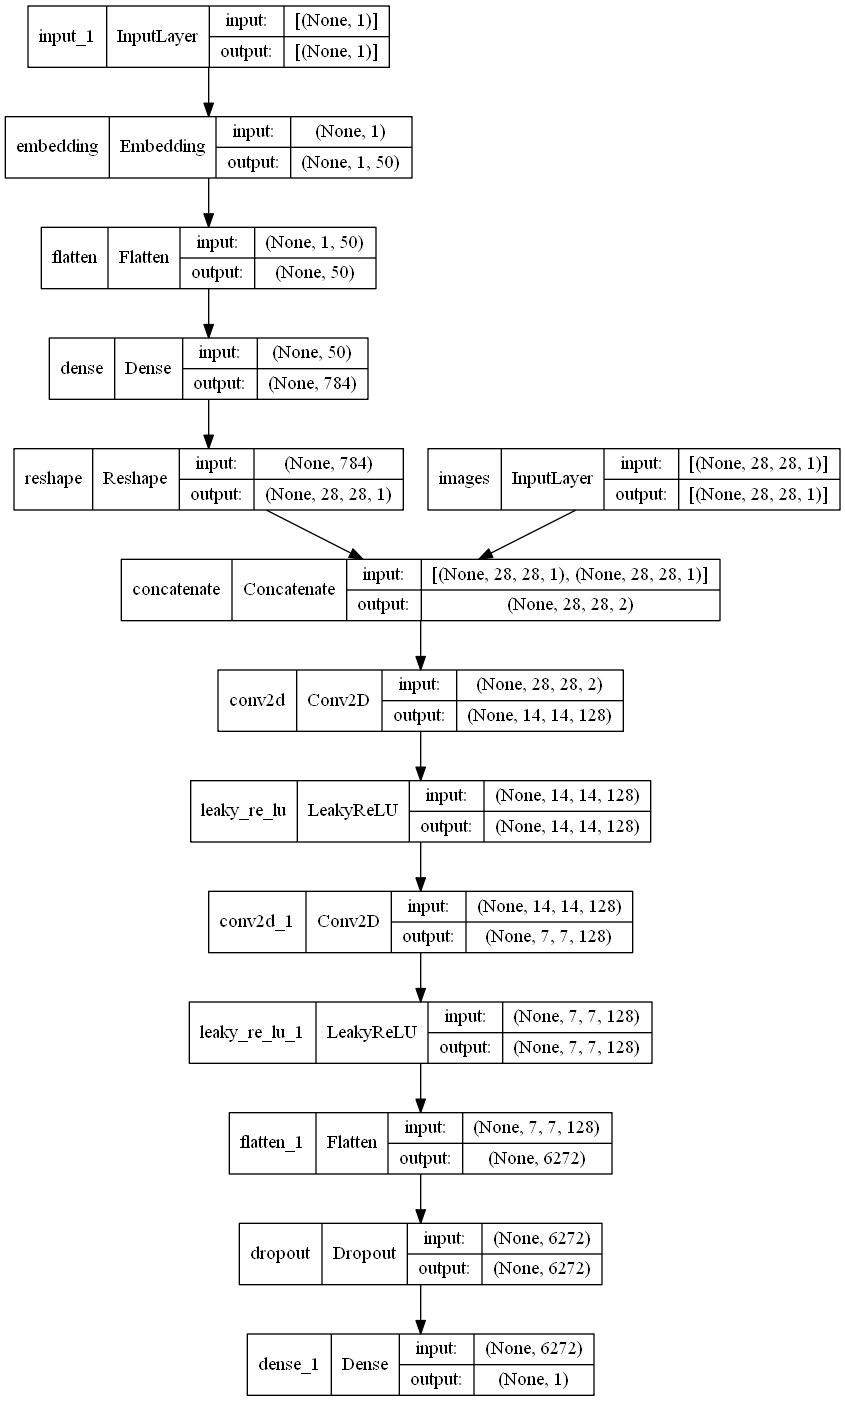 input_1 InputLayer input: [(None, 1)]
output: [(None, 1)]
embedding Embedding input: (None, 1)
output: (None, 1, 50)
flatten Flatten input: (None, 1, 50)
output: (None, 50)
dense Dense input: (None, 50)
output: (None, 784)
reshape Reshape input: (None, 784)
output: (None, 28, 28, 1)
images InputLayer input: [(None, 28, 28, 1)]
output: [(None, 28, 28, 1)]
concatenate Concatenate input: [(None, 28, 28, 1), (None, 28, 28, 1)]
output: (None, 28, 28, 2)
conv2d Conv2D input: (None, 28, 28, 2)
output: (None, 14, 14, 128)
leaky_re_lu LeakyReLU input: (None, 14, 14, 128)
output: (None, 14, 14, 128)
conv2d_1 Conv2D input: (None, 14, 14, 128)
output: (None, 7, 7, 128)
leaky_re_lu_1 LeakyReLU input: (None, 7, 7, 128)
output: (None, 7, 7, 128)
flatten_1 Flatten input: (None, 7, 7, 128)
output: (None, 6272)
dropout Dropout input: (None, 6272)
output: (None, 6272)
dense_1 Dense input: (None, 6272)
output: (None, 1)